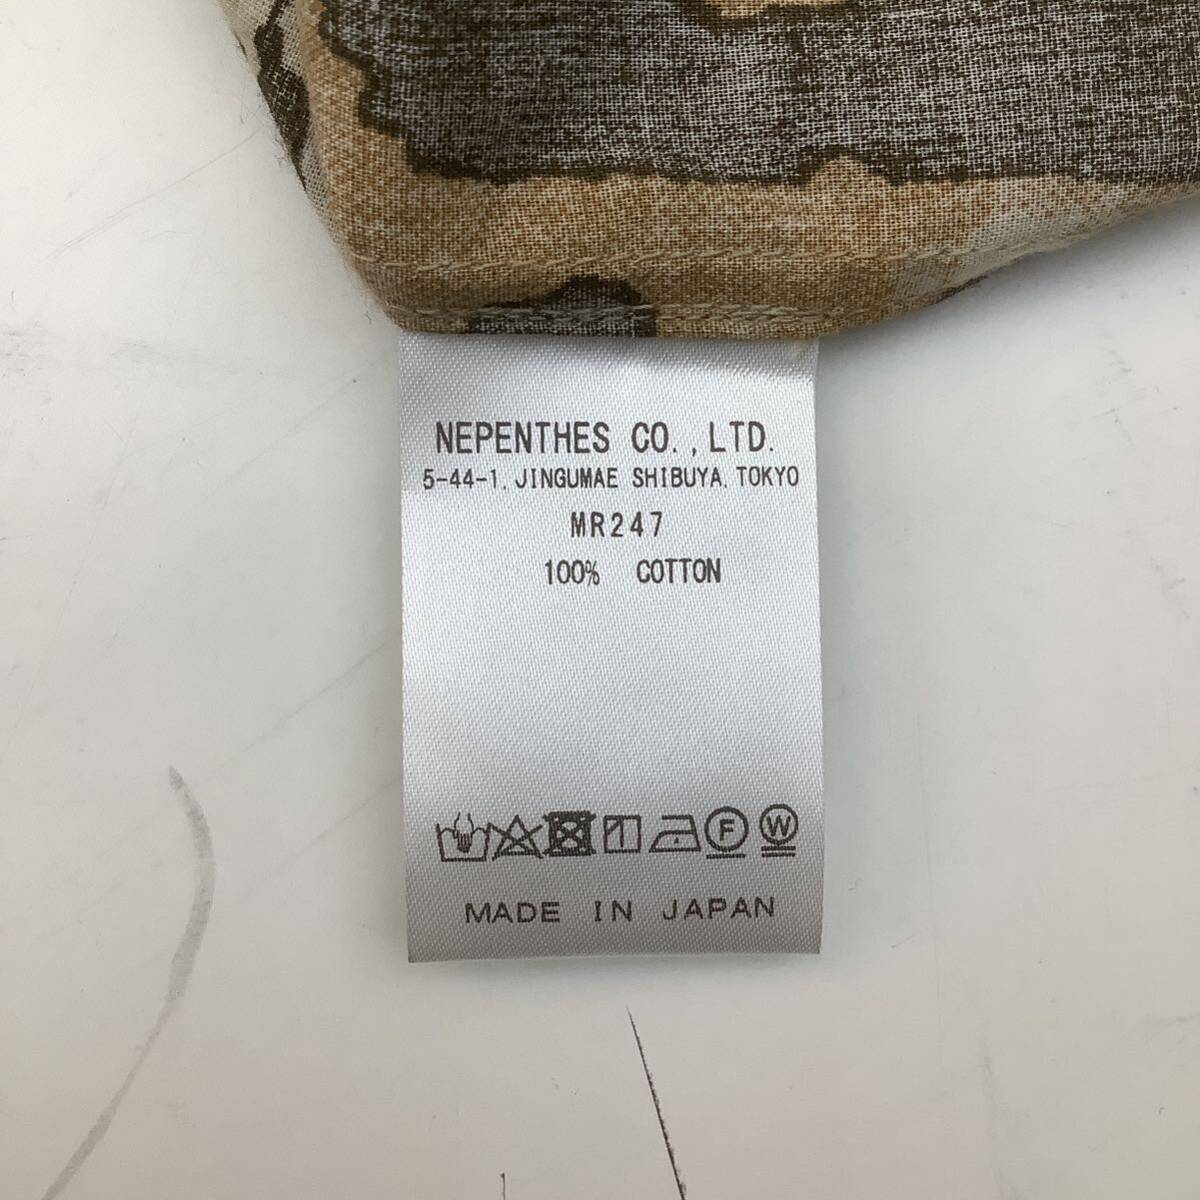 NEPENTHES CO.,LTD.
5-44-1, JINGUMAE SHIBUYA, TOKYO
MR247
100% COTTON
F W
MADE IN JAPAN